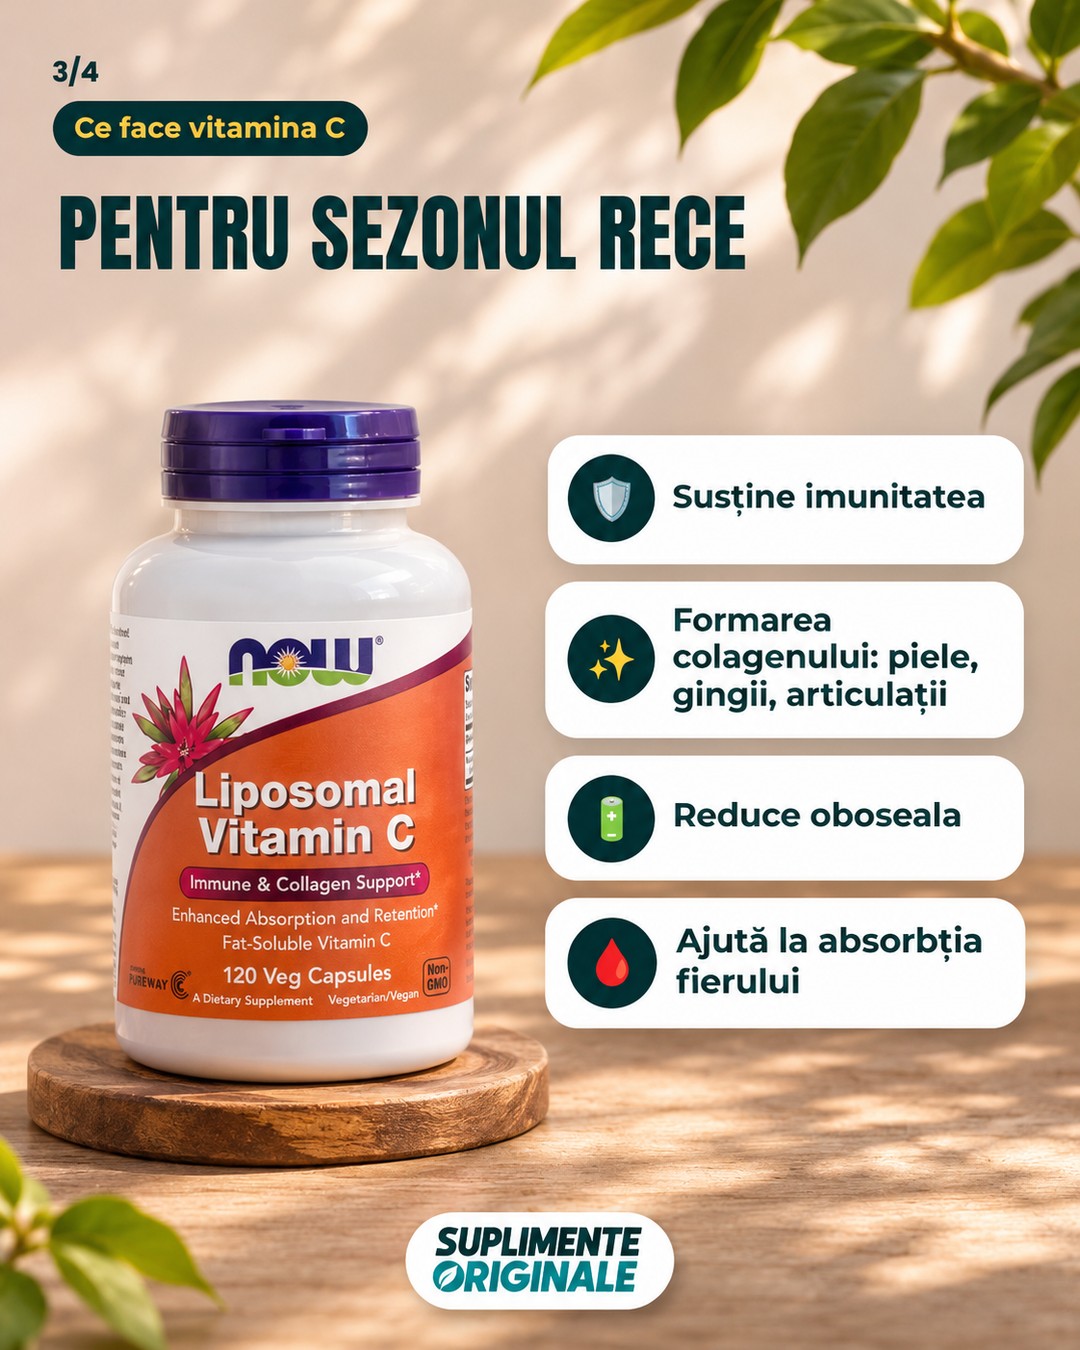 3/4
Ce face vitamina C
PENTRU SEZONUL RECE
now®
Liposomal
Vitamin C
Immune & Collagen Support*
Enhanced Absorption and Retention*
Fat-Soluble Vitamin C
120 Veg Capsules
PUREWAY C®
Non-
GMO
A Dietary Supplement Vegetarian/Vegan
Susține imunitatea
Formarea
colagenului: piele,
gingii, articulații
Reduce oboseala
Ajută la absorbția
fierului
SUPLIMENTE
ORIGINALE